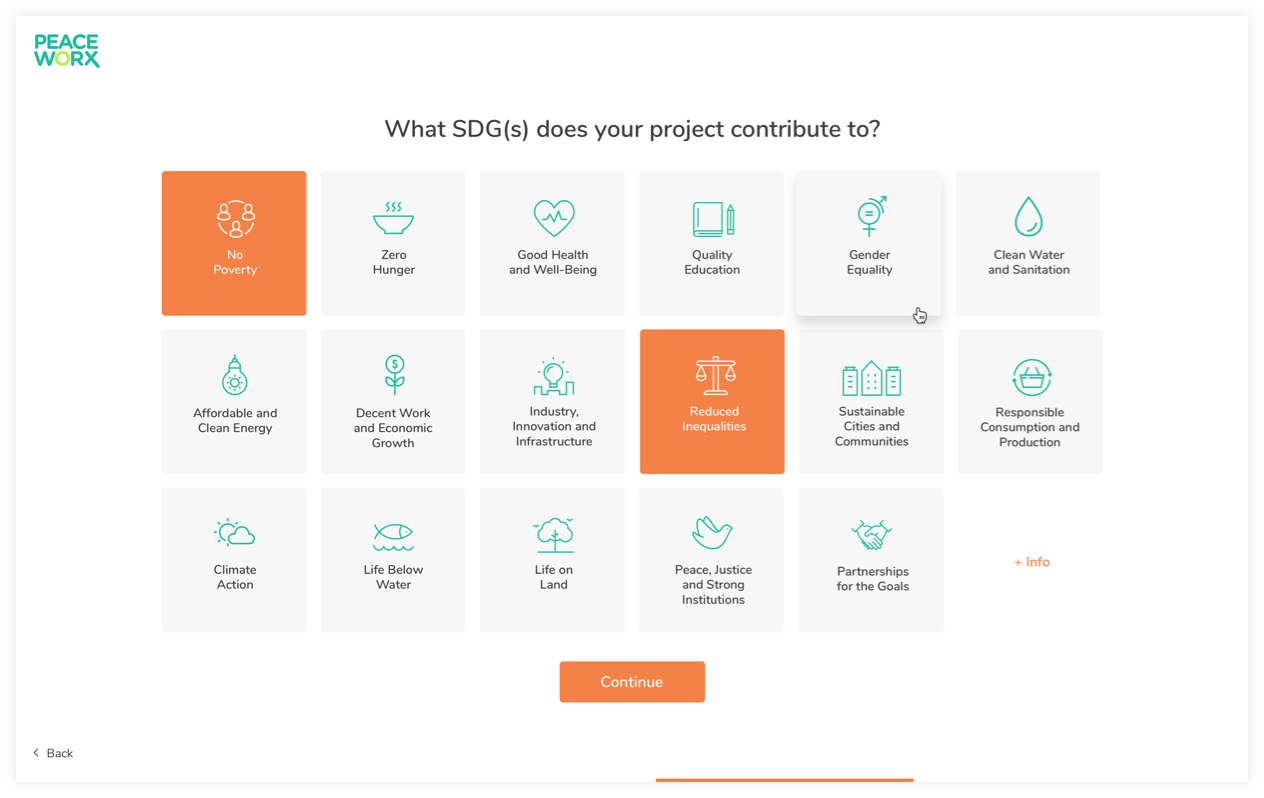 PEACE
WORX
What SDG(s) does your project contribute to?
No
Poverty
Zero
Hunger
Good Health
and Well-Being
Quality
Education
Gender
Equality
Clean Water
and Sanitation
Affordable and
Clean Energy
$
Decent Work
and Economic
Growth
Industry,
Innovation and
Infrastructure
Reduced
Inequalities
Sustainable
Cities and
Communities
Responsible
Consumption and
Production
Climate
Action
Life Below
Water
Life on
Land
Peace, Justice
and Strong
Institutions
Partnerships
for the Goals
+ Info
Continue
< Back